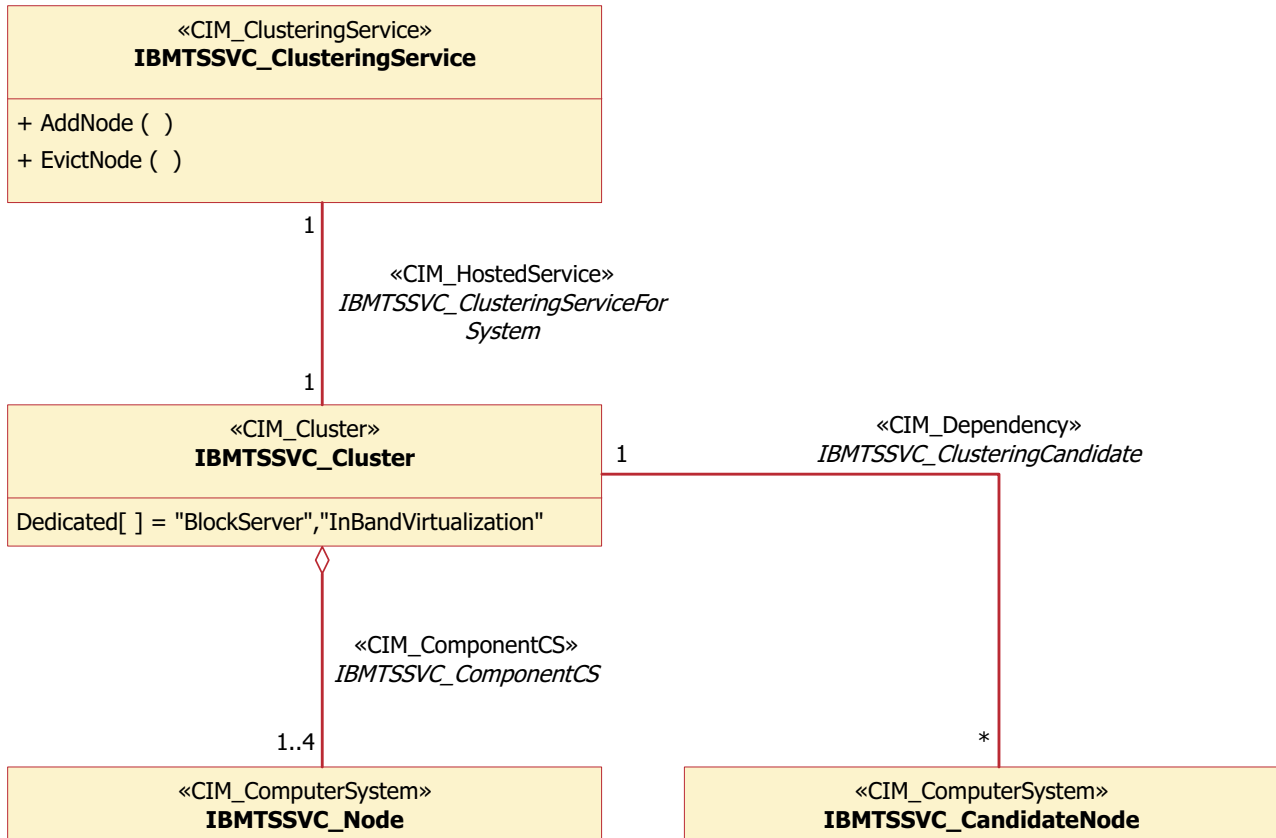 «CIM_ClusteringService»
IBMTSSVC_ClusteringService
+ AddNode (  )
+ EvictNode (  )
1
«CIM_HostedService»
IBMTSSVC_ClusteringServiceFor
System
1
«CIM_Cluster»
IBMTSSVC_Cluster
Dedicated[ ] = "BlockServer","InBandVirtualization"
1
«CIM_Dependency»
IBMTSSVC_ClusteringCandidate
«CIM_ComponentCS»
IBMTSSVC_ComponentCS
1..4
*
«CIM_ComputerSystem»
IBMTSSVC_Node
«CIM_ComputerSystem»
IBMTSSVC_CandidateNode